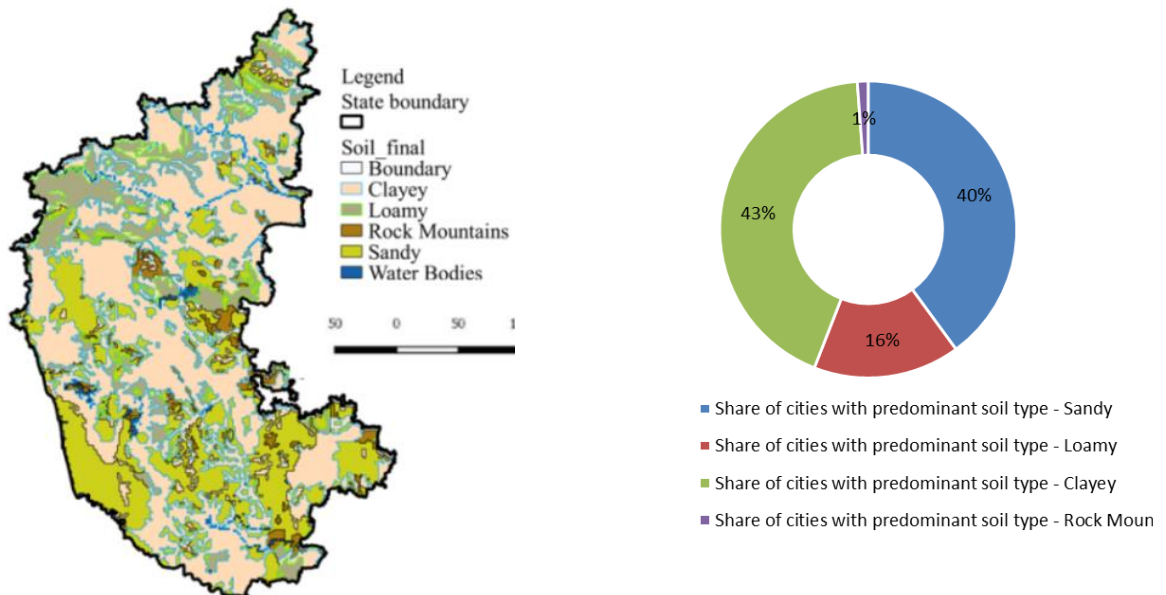 Legend
State boundary
Soil_final
Boundary
Clayey
Loamy
Rock Mountains
Sandy
Water Bodies
50 0 50 1
1%
40%
43%
16%
Share of cities with predominant soil type - Sandy
Share of cities with predominant soil type - Loamy
Share of cities with predominant soil type - Clayey
Share of cities with predominant soil type - Rock Moun